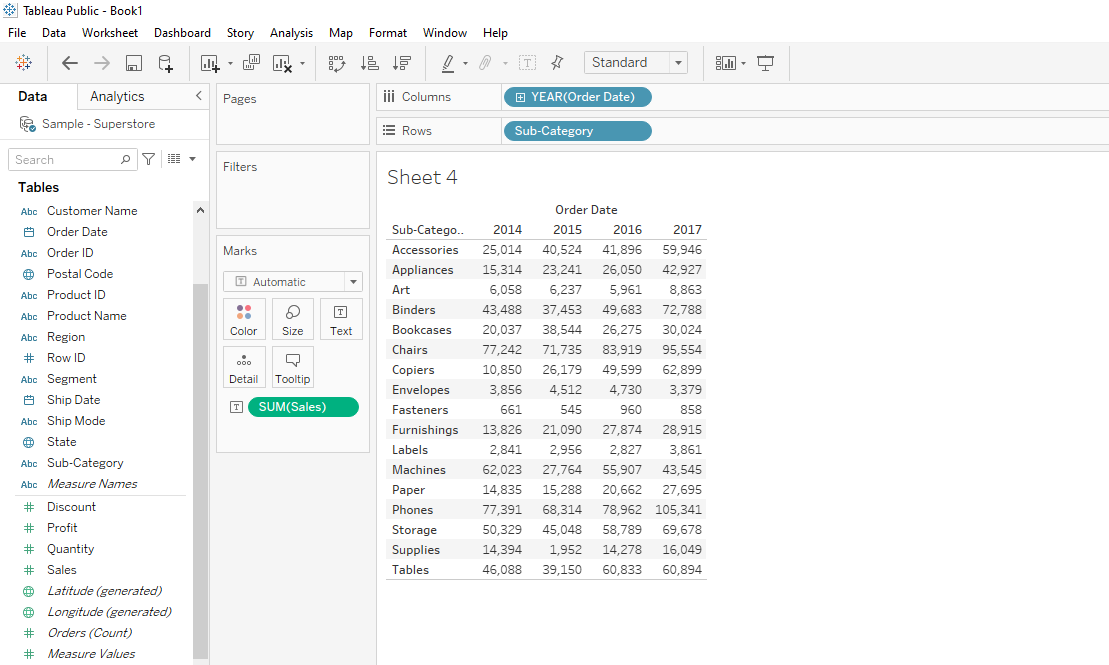 Tableau Public - Book1
File Data Worksheet Dashboard Story Analysis Map Format Window Help
Standard
Data Analytics
Sample - Superstore
Search
Tables
Abc Customer Name
Order Date
Abc Order ID
Postal Code
Abc Product ID
Abc Product Name
Abc Region
# Row ID
Abc Segment
Ship Date
Abc Ship Mode
State
Abc Sub-Category
Abc Measure Names
# Discount
# Profit
# Quantity
# Sales
Latitude (generated)
Longitude (generated)
# Orders (Count)
# Measure Values
Pages
Filters
Marks
T Automatic
Color Size T Text
Detail Tooltip
T SUM(Sales)
Columns YEAR(Order Date)
Rows Sub-Category
Sheet 4
Order Date
Sub-Catego.. 2014 2015 2016 2017
Accessories 25,014 40,524 41,896 59,946
Appliances 15,314 23,241 26,050 42,927
Art 6,058 6,237 5,961 8,863
Binders 43,488 37,453 49,683 72,788
Bookcases 20,037 38,544 26,275 30,024
Chairs 77,242 71,735 83,919 95,554
Copiers 10,850 26,179 49,599 62,899
Envelopes 3,856 4,512 4,730 3,379
Fasteners 661 545 960 858
Furnishings 13,826 21,090 27,874 28,915
Labels 2,841 2,956 2,827 3,861
Machines 62,023 27,764 55,907 43,545
Paper 14,835 15,288 20,662 27,695
Phones 77,391 68,314 78,962 105,341
Storage 50,329 45,048 58,789 69,678
Supplies 14,394 1,952 14,278 16,049
Tables 46,088 39,150 60,833 60,894